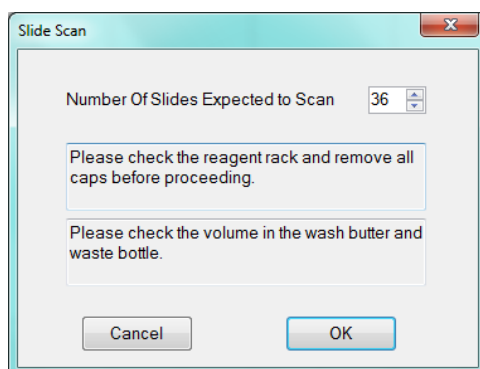 Slide Scan
Number Of Slides Expected to Scan 36
Please check the reagent rack and remove all
caps before proceeding.
Please check the volume in the wash butter and
waste bottle.
Cancel OK